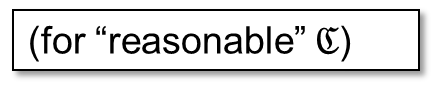 (for “reasonable” ℭ)